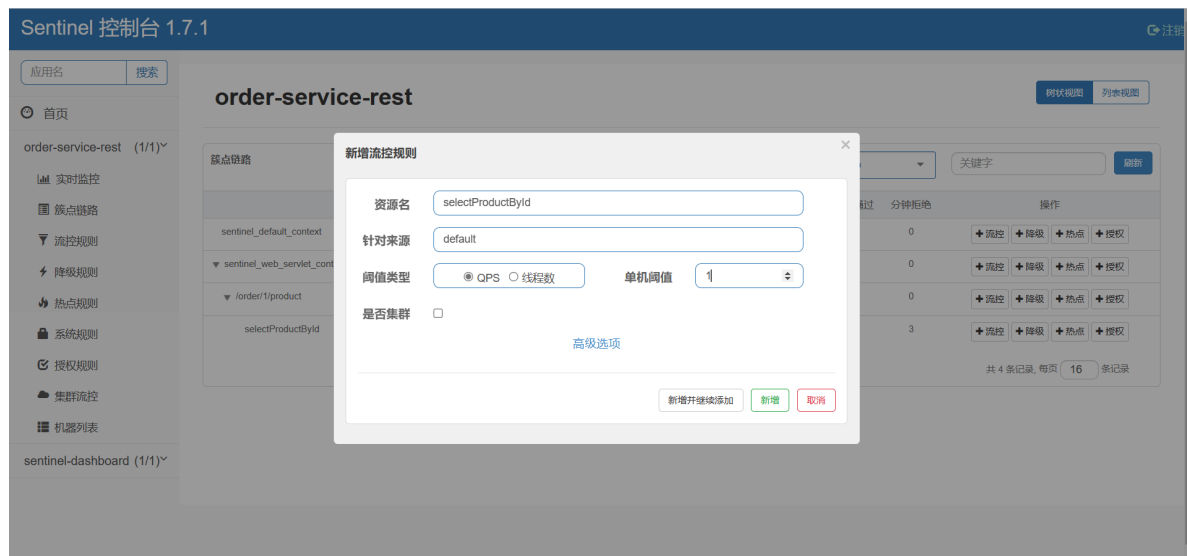 Sentinel 控制台 1.7.1
注销
应用名 搜索
首页
order-service-rest (1/1)
实时监控
簇点链路
流控规则
降级规则
热点规则
系统规则
授权规则
集群流控
机器列表
sentinel-dashboard (1/1)
order-service-rest
树状视图 列表视图
簇点链路
关键字 刷新
分钟拒绝 操作
sentinel_default_context 0 流控 降级 热点 授权
sentinel_web_servlet_cont 0 流控 降级 热点 授权
/order/1/product 0 流控 降级 热点 授权
selectProductById 3 流控 降级 热点 授权
共 4 条记录, 每页 16 条记录
新增流控规则 ×
资源名 selectProductById
针对来源 default
阈值类型 QPS 线程数 单机阈值 1
是否集群
高级选项
新增并继续添加 新增 取消